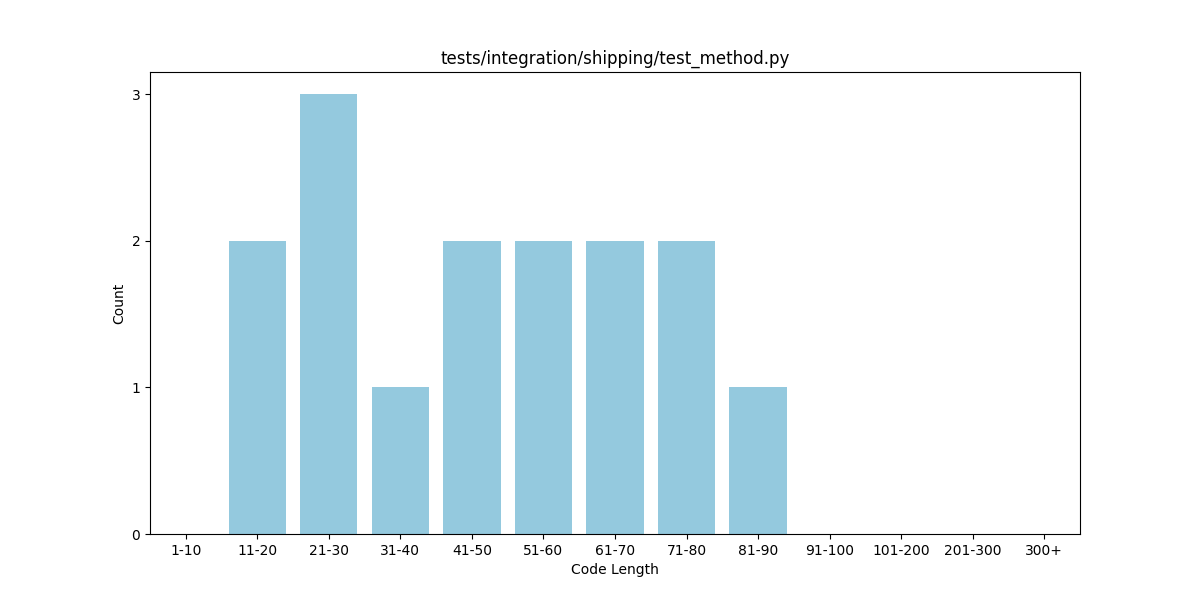 tests/integration/shipping/test_method.py
3
2
1
0
Count
1-10 11-20 21-30 31-40 41-50 51-60 61-70 71-80 81-90 91-100 101-200 201-300 300+
Code Length